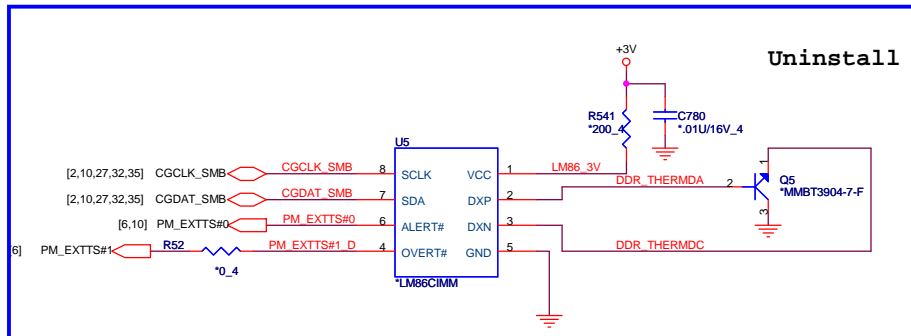 +3V
Uninstall
R541
*200_4
C780
*.01U/16V_4
U5
[2,10,27,32,35] CGCLK_SMB CGCLK_SMB 8 SCLK VCC 1 LM86_3V
[2,10,27,32,35] CGDAT_SMB CGDAT_SMB 7 SDA DXP 2 DDR_THERMDA 2
1
Q5
*MMBT3904-7-F
3
[6,10] PM_EXTTS#0 PM_EXTTS#0 6 ALERT# DXN 3 DDR_THERMDC
6] PM_EXTTS#1 R52 PM_EXTTS#1_D 4 OVERT# GND 5
*0_4
*LM86CIMM